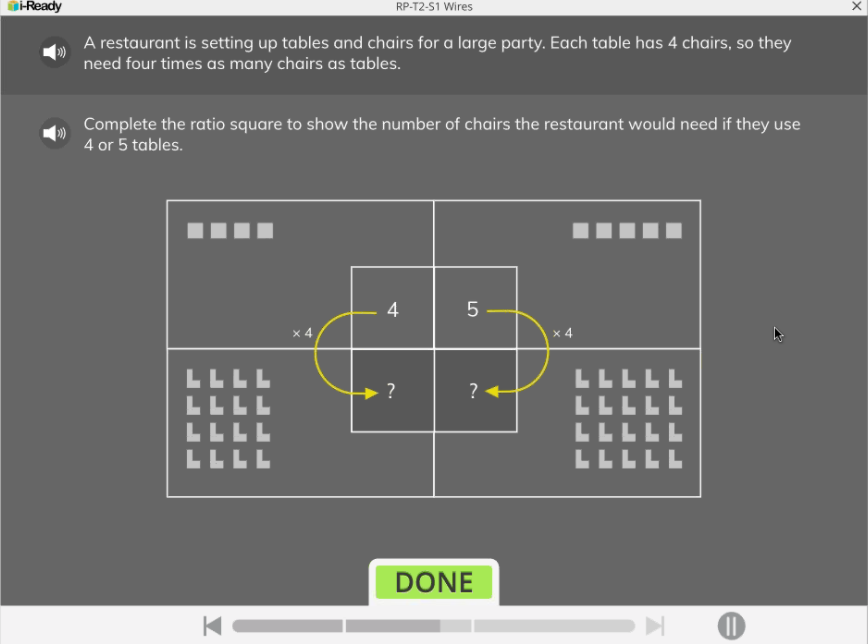 i-Ready
RP-T2-S1 Wires
A restaurant is setting up tables and chairs for a large party. Each table has 4 chairs, so they
need four times as many chairs as tables.
Complete the ratio square to show the number of chairs the restaurant would need if they use
4 or 5 tables.
4 5
× 4 × 4
? ?
DONE